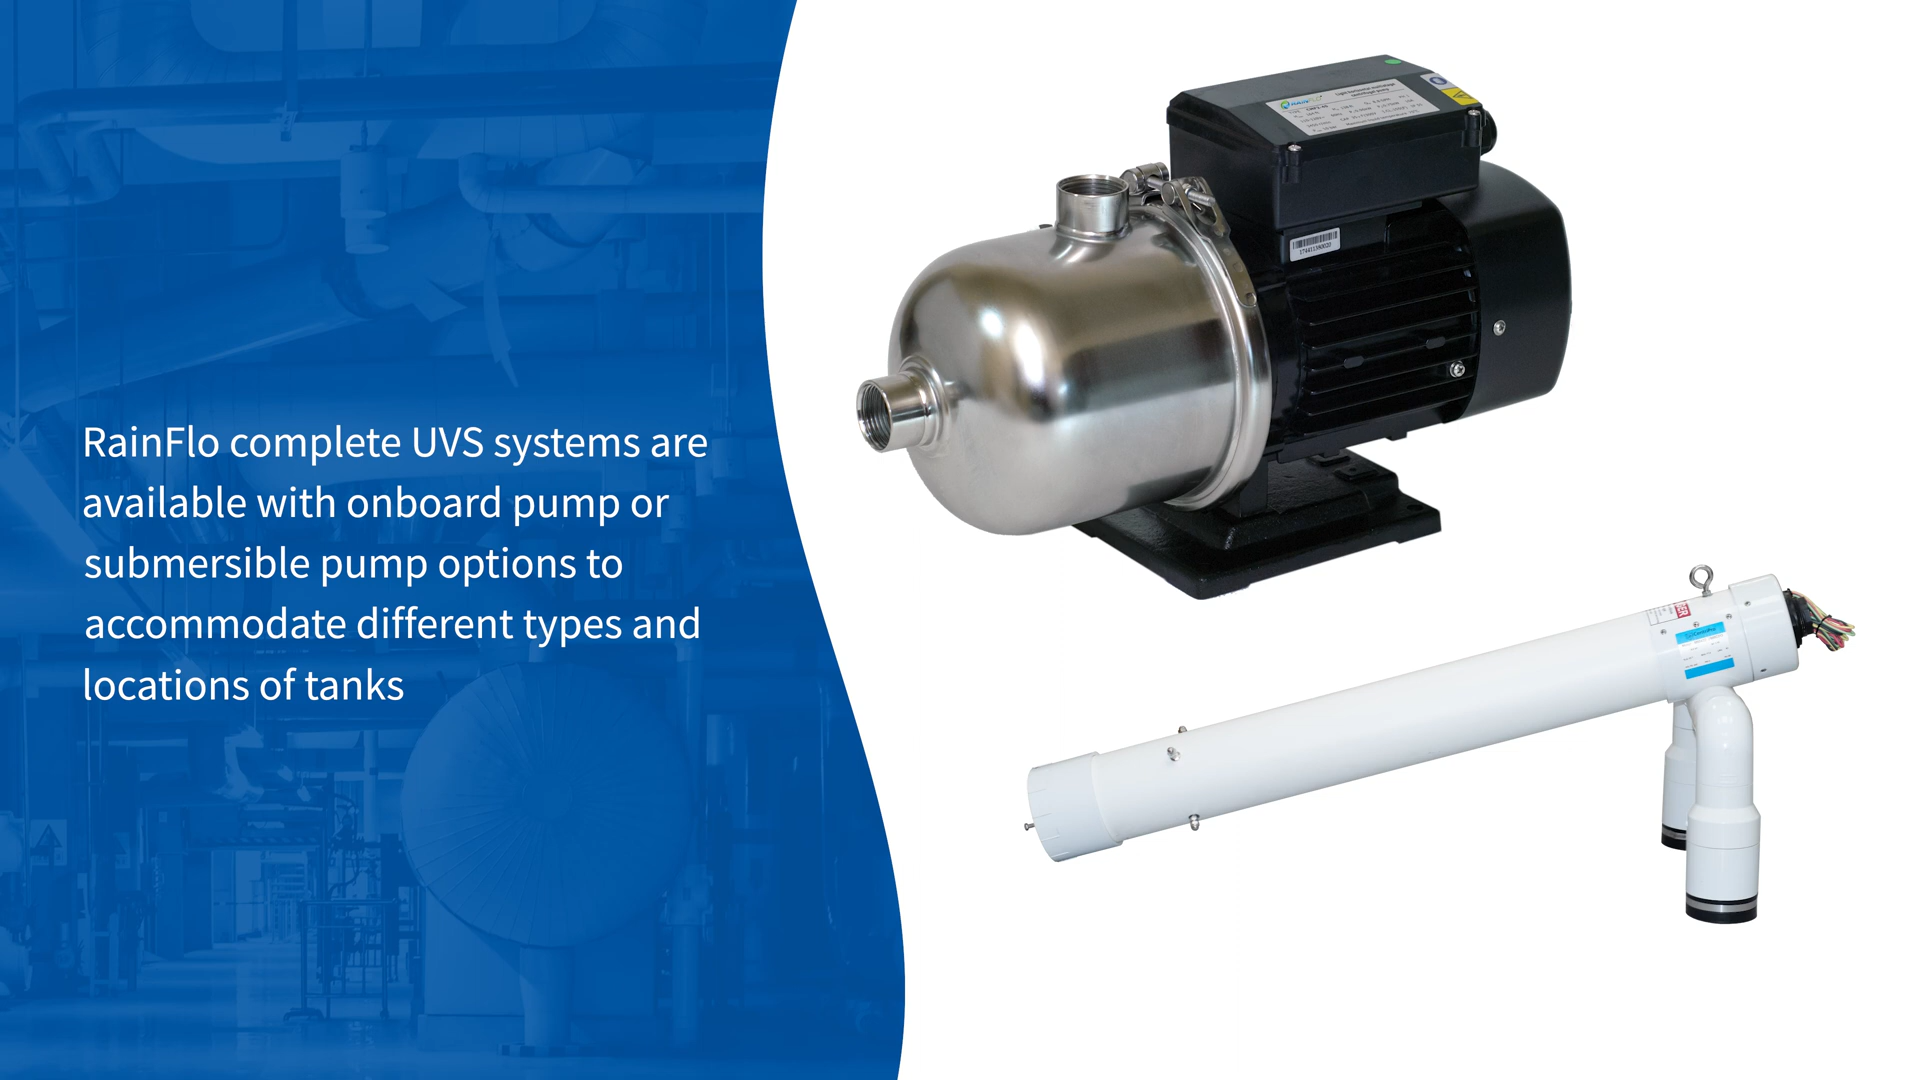 RainFlo complete UVS systems are
available with onboard pump or
submersible pump options to
accommodate different types and
locations of tanks